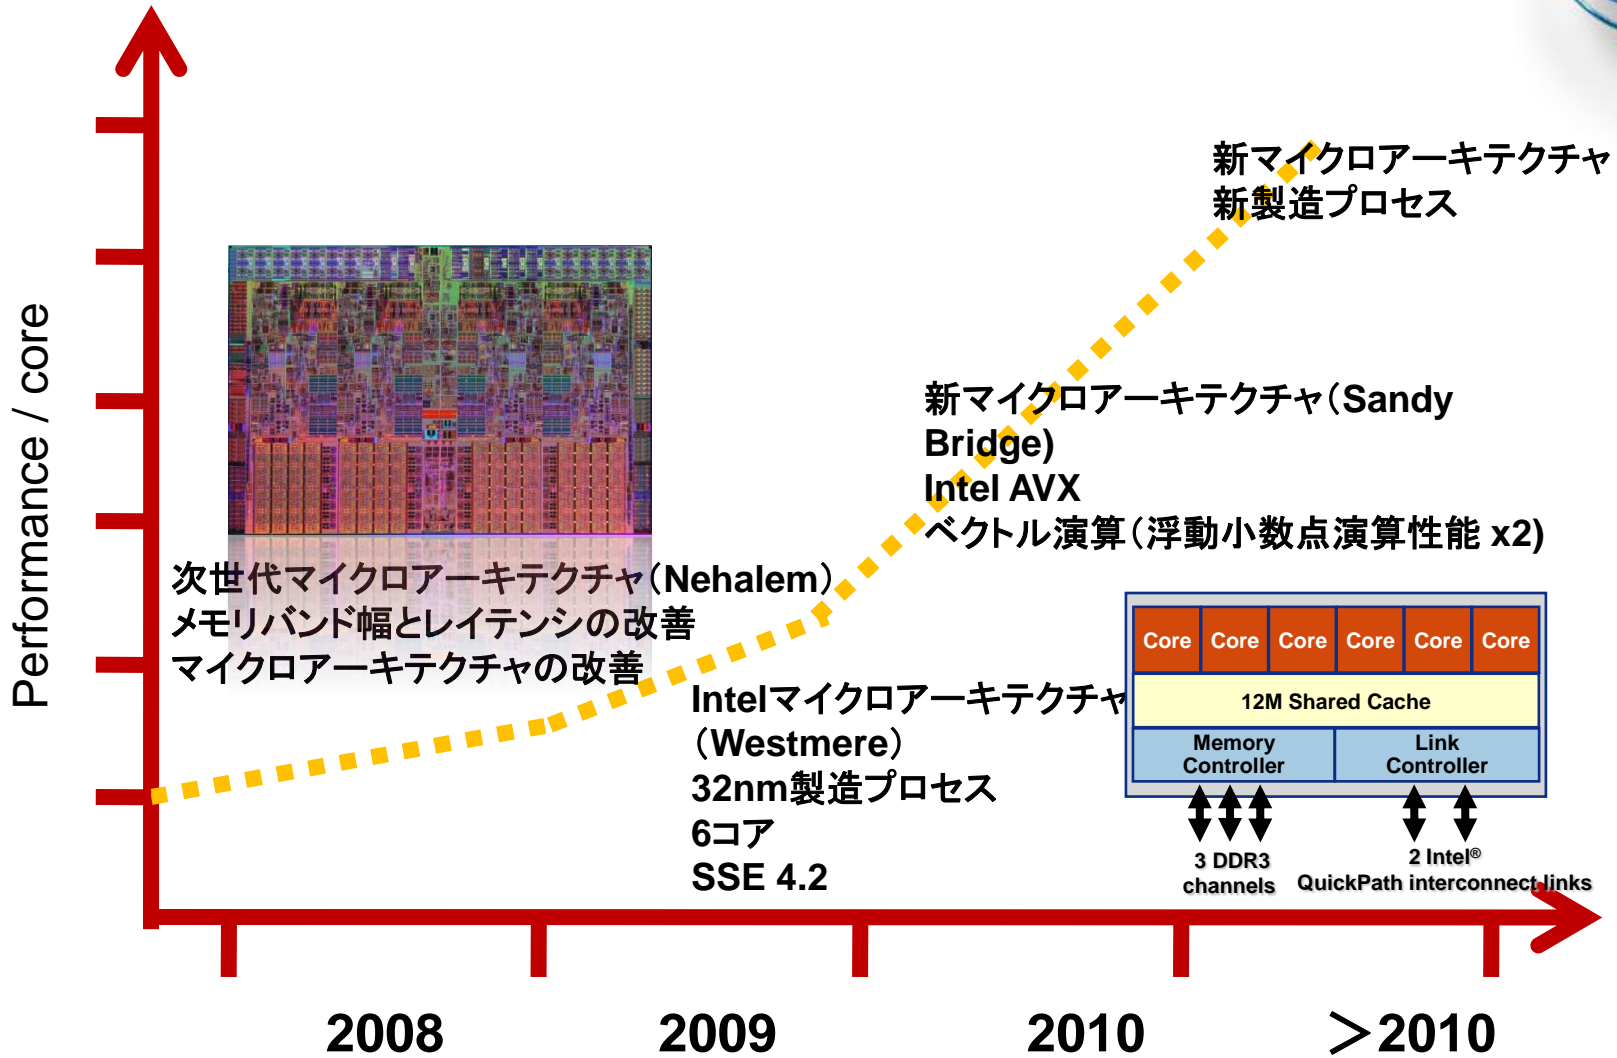 Performance / core
新マイクロアーキテクチャ
新製造プロセス
新マイクロアーキテクチャ（Sandy
Bridge)
Intel AVX
ベクトル演算（浮動小数点演算性能 x2)
次世代マイクロアーキテクチャ（Nehalem）
メモリバンド幅とレイテンシの改善
マイクロアーキテクチャの改善
Intelマイクロアーキテクチャ
（Westmere）
32nm製造プロセス
6コア
SSE 4.2
Core Core Core Core Core Core
12M Shared Cache
Memory
Controller
Link
Controller
3 DDR3
channels
2 Intel®
QuickPath interconnect links
2008 2009 2010 ＞2010